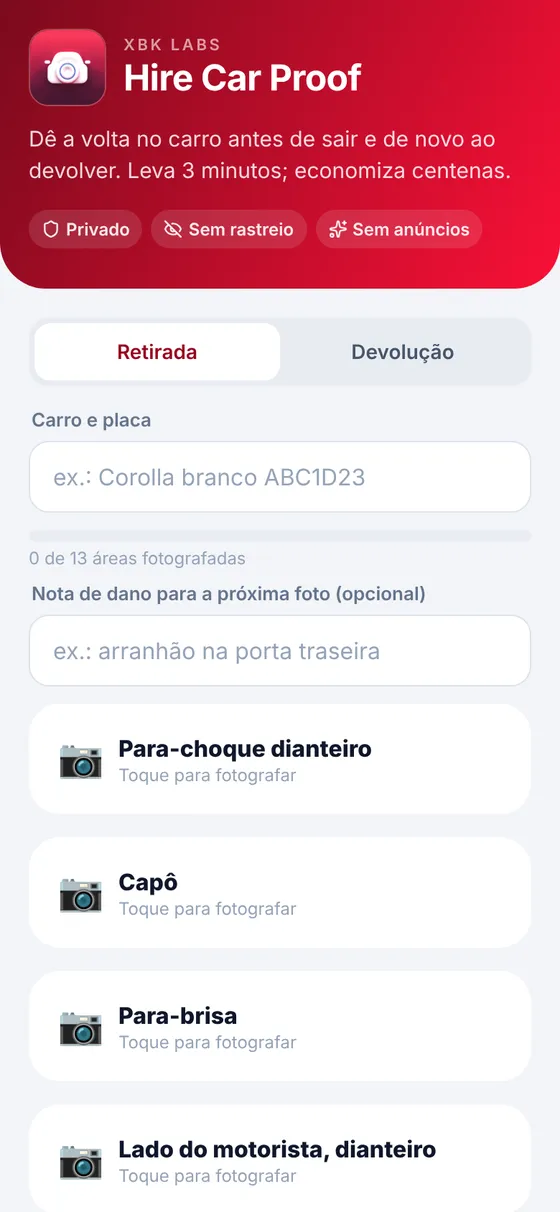 XBK LABS
Hire Car Proof
Dê a volta no carro antes de sair e de novo ao
devolver. Leva 3 minutos; economiza centenas.
Privado
Sem rastreio
Sem anúncios
Retirada
Devolução
Carro e placa
ex.: Corolla branco ABC1D23
0 de 13 áreas fotografadas
Nota de dano para a próxima foto (opcional)
ex.: arranhão na porta traseira
Para-choque dianteiro
Toque para fotografar
Capô
Toque para fotografar
Para-brisa
Toque para fotografar
Lado do motorista, dianteiro
Toque para fotografar